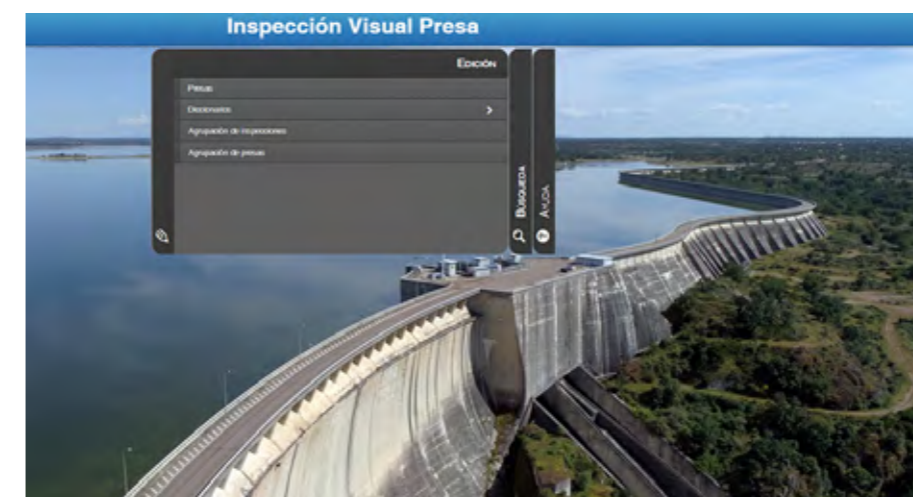 Inspección Visual Presa
EDICIÓN
Presas
Diccionarios
Agrupación de inspecciones
Agrupación de presas
BÚSQUEDA
AYUDA